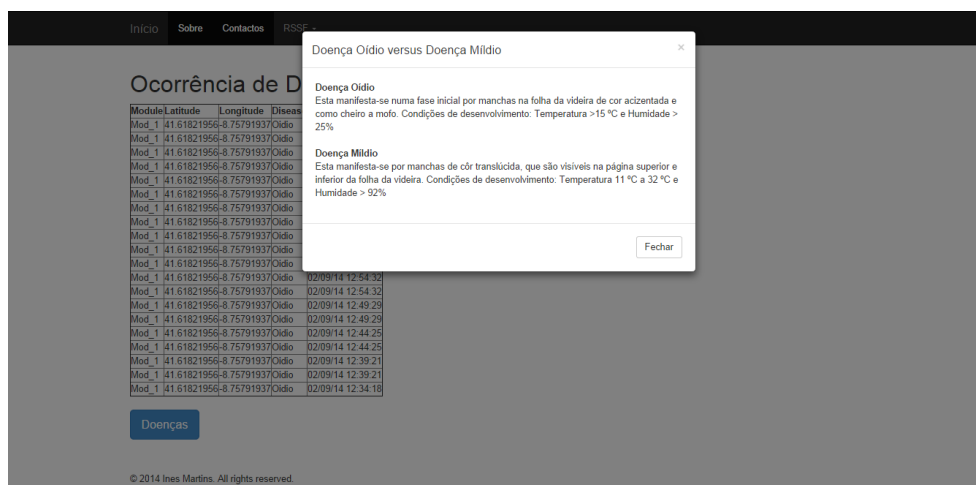 Início Sobre Contactos RSSF
Doença Oídio versus Doença Míldio ×
Doença Oídio
Esta manifesta-se numa fase inicial por manchas na folha da videira de cor acizentada e
como cheiro a mofo. Condições de desenvolvimento: Temperatura >15 ºC e Humidade >
25%
Doença Míldio
Esta manifesta-se por manchas de côr translúcida, que são visíveis na página superior e
inferior da folha da videira. Condições de desenvolvimento: Temperatura 11 ºC a 32 ºC e
Humidade > 92%
Fechar
Ocorrência de D
Module Latitude Longitude Diseas
Mod_1 41.61821956 -8.75791937 Oidio
Mod_1 41.61821956 -8.75791937 Oidio
Mod_1 41.61821956 -8.75791937 Oidio
Mod_1 41.61821956 -8.75791937 Oidio
Mod_1 41.61821956 -8.75791937 Oidio
Mod_1 41.61821956 -8.75791937 Oidio
Mod_1 41.61821956 -8.75791937 Oidio
Mod_1 41.61821956 -8.75791937 Oidio
Mod_1 41.61821956 -8.75791937 Oidio
Mod_1 41.61821956 -8.75791937 Oidio
Mod_1 41.61821956 -8.75791937 Oidio
Mod_1 41.61821956 -8.75791937 Oidio 02/09/14 12:54:32
Mod_1 41.61821956 -8.75791937 Oidio 02/09/14 12:54:32
Mod_1 41.61821956 -8.75791937 Oidio 02/09/14 12:49:29
Mod_1 41.61821956 -8.75791937 Oidio 02/09/14 12:49:29
Mod_1 41.61821956 -8.75791937 Oidio 02/09/14 12:44:25
Mod_1 41.61821956 -8.75791937 Oidio 02/09/14 12:44:25
Mod_1 41.61821956 -8.75791937 Oidio 02/09/14 12:39:21
Mod_1 41.61821956 -8.75791937 Oidio 02/09/14 12:39:21
Mod_1 41.61821956 -8.75791937 Oidio 02/09/14 12:34:18
Doenças
© 2014 Ines Martins. All rights reserved.